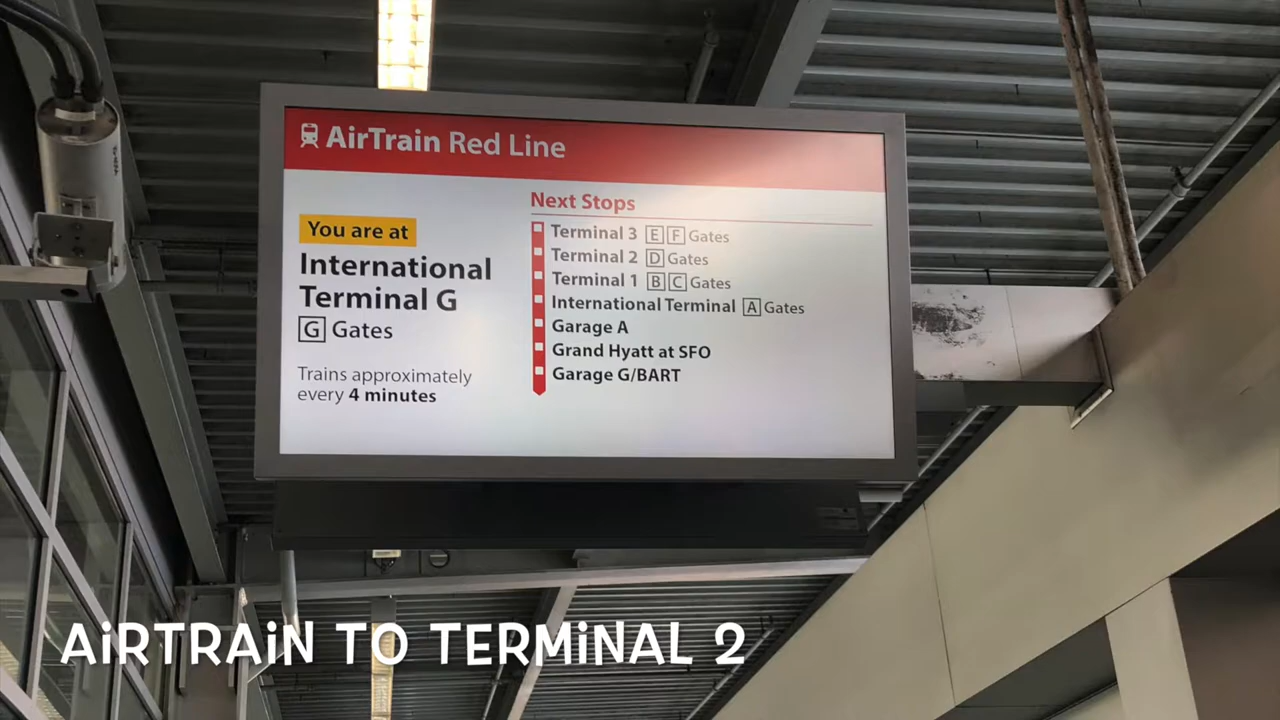 AirTrain Red Line
You are at
International
Terminal G
G Gates
Trains approximately
every 4 minutes
Next Stops
Terminal 3 E F Gates
Terminal 2 D Gates
Terminal 1 B C Gates
International Terminal A Gates
Garage A
Grand Hyatt at SFO
Garage G/BART
AiRTRAiN TO TERMiNAL 2